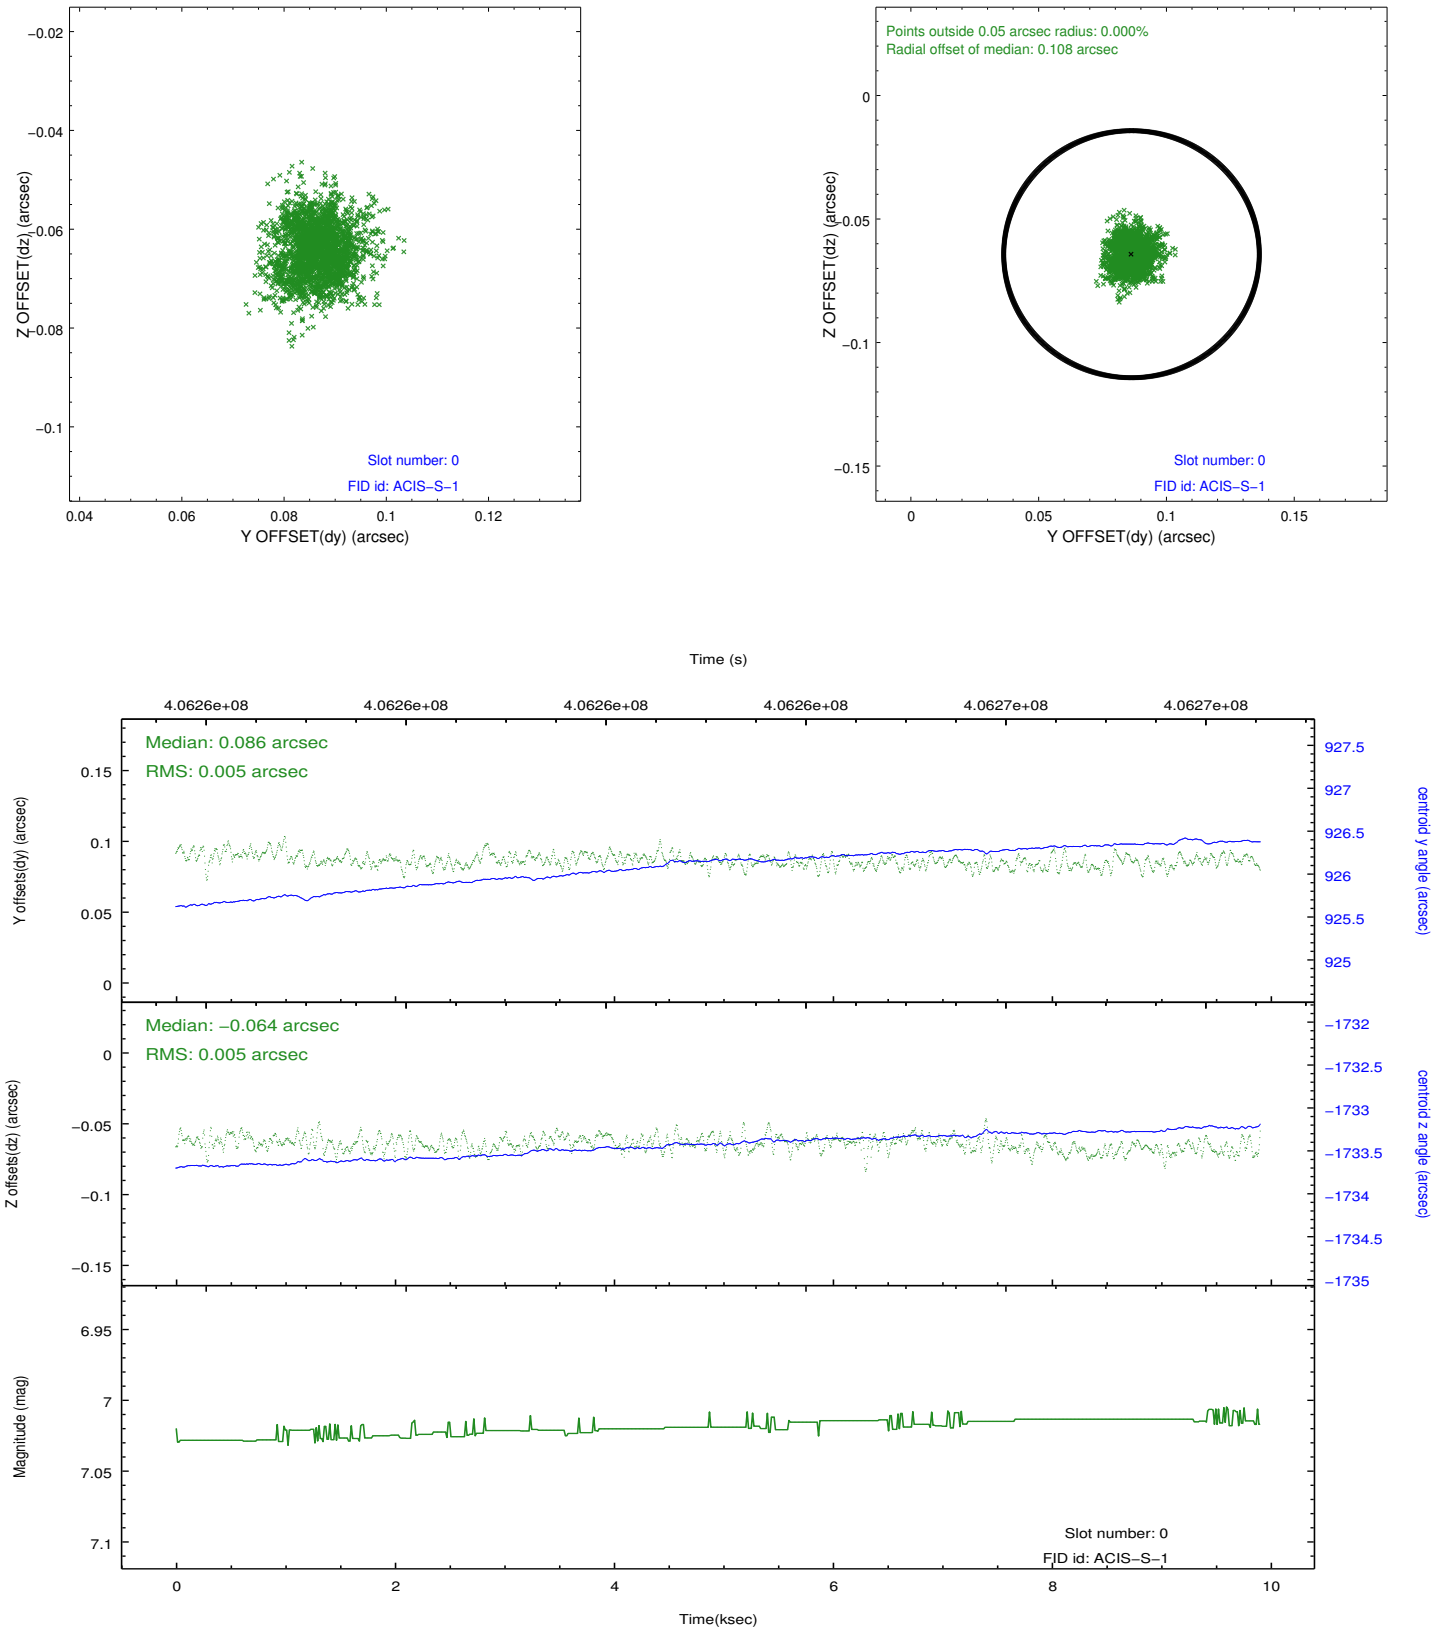 −0.02
−0.04
−0.06
−0.08
−0.1
Z OFFSET(dz) (arcsec)
Slot number: 0
FID id: ACIS−S−1
0.04
0.06
0.08
0.1
0.12
Y OFFSET(dy) (arcsec)
Points outside 0.05 arcsec radius: 0.000%
Radial offset of median: 0.108 arcsec
0
−0.05
−0.1
−0.15
Z OFFSET(dz) (arcsec)
Slot number: 0
FID id: ACIS−S−1
0
0.05
0.1
0.15
Y OFFSET(dy) (arcsec)
Time (s)
4.0626e+08
4.0626e+08
4.0626e+08
4.0626e+08
4.0627e+08
4.0627e+08
Median: 0.086 arcsec
RMS: 0.005 arcsec
0.15
0.1
0.05
0
Y offsets(dy) (arcsec)
927.5
927
926.5
926
925.5
925
centroid y angle (arcsec)
Median: −0.064 arcsec
RMS: 0.005 arcsec
0
−0.05
−0.1
−0.15
Z offsets(dz) (arcsec)
−1732
−1732.5
−1733
−1733.5
−1734
−1734.5
−1735
centroid z angle (arcsec)
6.95
7
7.05
7.1
Magnitude (mag)
Slot number: 0
FID id: ACIS−S−1
0
2
4
6
8
10
Time(ksec)